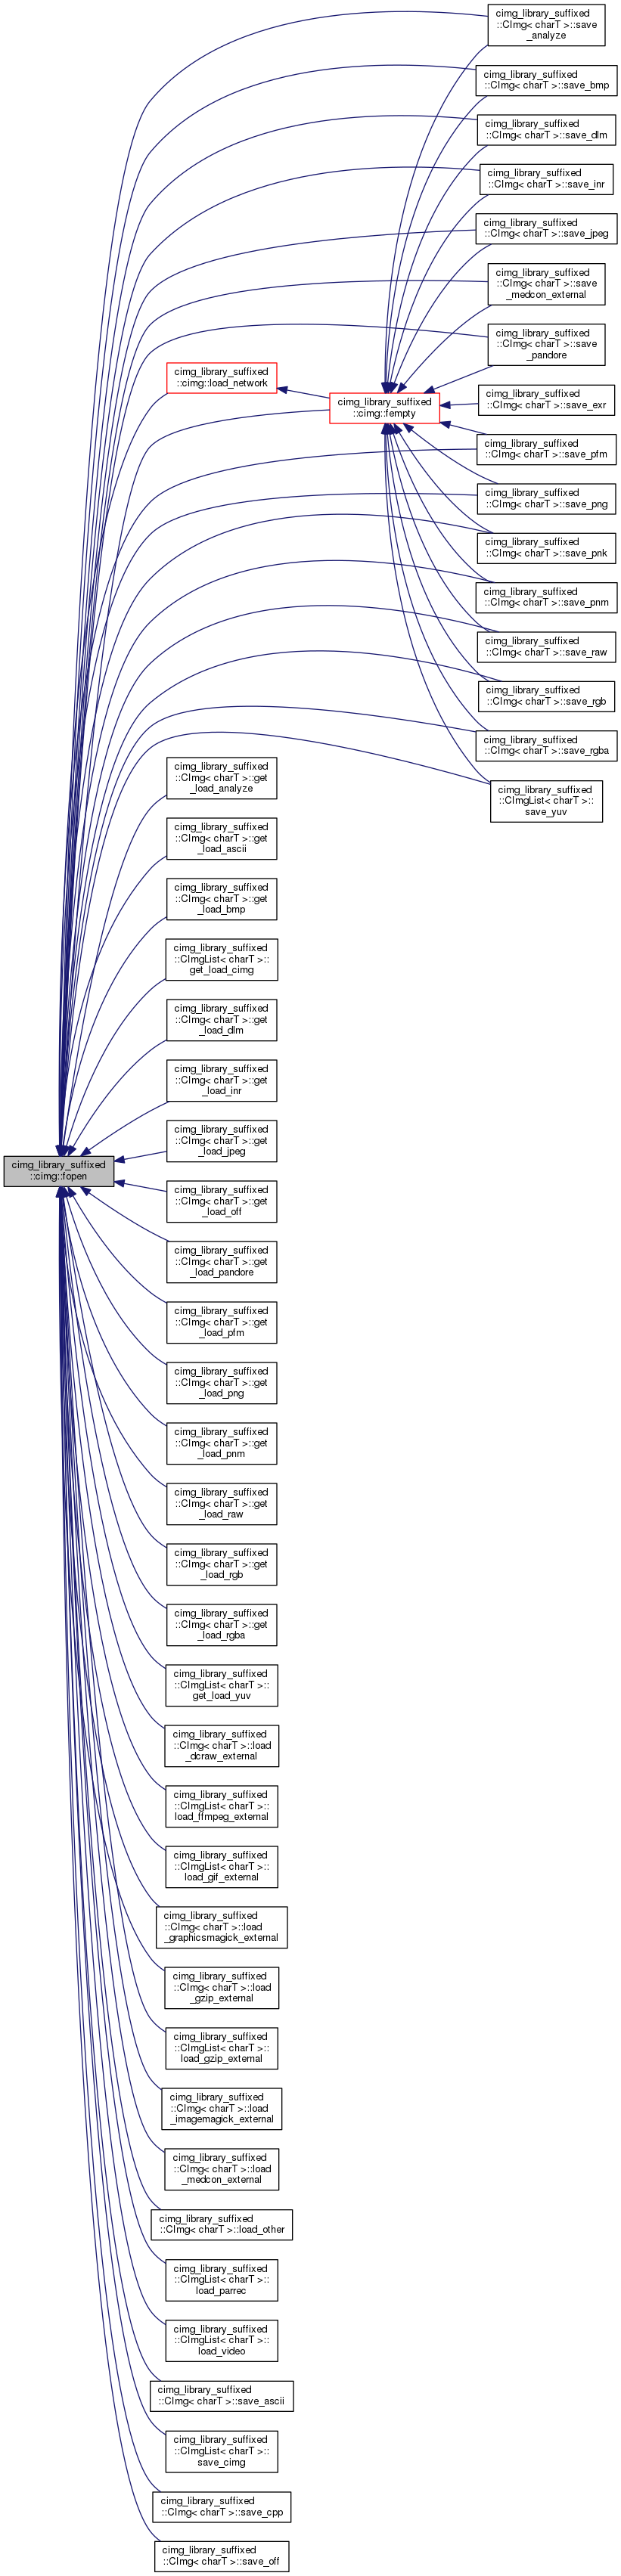 cimg_library_suffixed
::CImg< charT >::save
_analyze
cimg_library_suffixed
::CImg< charT >::save_bmp
cimg_library_suffixed
::CImg< charT >::save_dlm
cimg_library_suffixed
::CImg< charT >::save_inr
cimg_library_suffixed
::CImg< charT >::save_jpeg
cimg_library_suffixed
::CImg< charT >::save
_medcon_external
cimg_library_suffixed
::CImg< charT >::save
_pandore
cimg_library_suffixed
::cimg::load_network
cimg_library_suffixed
::cimg::fempty
cimg_library_suffixed
::CImg< charT >::save_exr
cimg_library_suffixed
::CImg< charT >::save_pfm
cimg_library_suffixed
::CImg< charT >::save_png
cimg_library_suffixed
::CImg< charT >::save_pnk
cimg_library_suffixed
::CImg< charT >::save_pnm
cimg_library_suffixed
::CImg< charT >::save_raw
cimg_library_suffixed
::CImg< charT >::save_rgb
cimg_library_suffixed
::CImg< charT >::save_rgba
cimg_library_suffixed
::CImgList< charT >::
save_yuv
cimg_library_suffixed
::CImg< charT >::get
_load_analyze
cimg_library_suffixed
::CImg< charT >::get
_load_ascii
cimg_library_suffixed
::CImg< charT >::get
_load_bmp
cimg_library_suffixed
::CImgList< charT >::
get_load_cimg
cimg_library_suffixed
::CImg< charT >::get
_load_dlm
cimg_library_suffixed
::CImg< charT >::get
_load_inr
cimg_library_suffixed
::CImg< charT >::get
_load_jpeg
cimg_library_suffixed
::cimg::fopen
cimg_library_suffixed
::CImg< charT >::get
_load_off
cimg_library_suffixed
::CImg< charT >::get
_load_pandore
cimg_library_suffixed
::CImg< charT >::get
_load_pfm
cimg_library_suffixed
::CImg< charT >::get
_load_png
cimg_library_suffixed
::CImg< charT >::get
_load_pnm
cimg_library_suffixed
::CImg< charT >::get
_load_raw
cimg_library_suffixed
::CImg< charT >::get
_load_rgb
cimg_library_suffixed
::CImg< charT >::get
_load_rgba
cimg_library_suffixed
::CImgList< charT >::
get_load_yuv
cimg_library_suffixed
::CImg< charT >::load
_dcraw_external
cimg_library_suffixed
::CImgList< charT >::
load_ffmpeg_external
cimg_library_suffixed
::CImgList< charT >::
load_gif_external
cimg_library_suffixed
::CImg< charT >::load
_graphicsmagick_external
cimg_library_suffixed
::CImg< charT >::load
_gzip_external
cimg_library_suffixed
::CImgList< charT >::
load_gzip_external
cimg_library_suffixed
::CImg< charT >::load
_imagemagick_external
cimg_library_suffixed
::CImg< charT >::load
_medcon_external
cimg_library_suffixed
::CImg< charT >::load_other
cimg_library_suffixed
::CImgList< charT >::
load_parrec
cimg_library_suffixed
::CImgList< charT >::
load_video
cimg_library_suffixed
::CImg< charT >::save_ascii
cimg_library_suffixed
::CImgList< charT >::
save_cimg
cimg_library_suffixed
::CImg< charT >::save_cpp
cimg_library_suffixed
::CImg< charT >::save_off